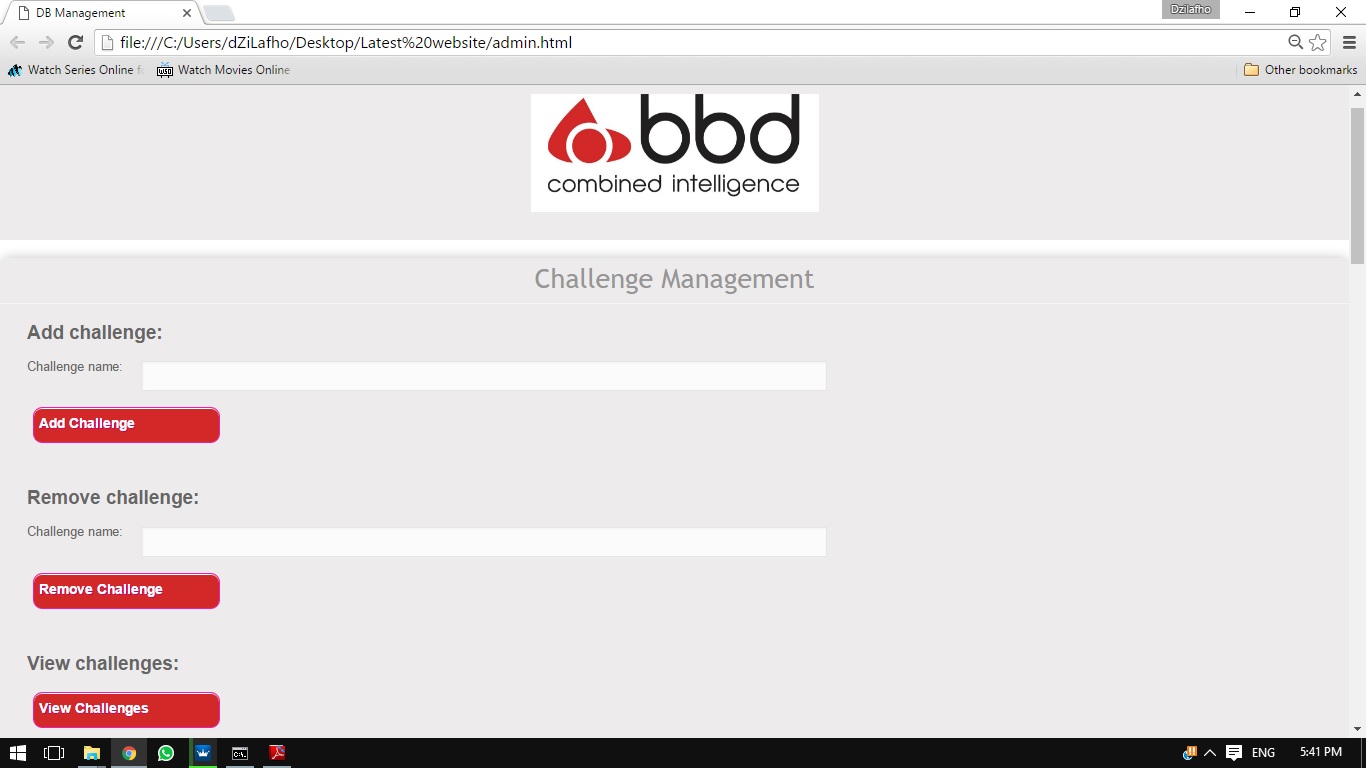 DB Management
Dzilafho
file:///C:/Users/dZiLafho/Desktop/Latest%20website/admin.html
Watch Series Online f
Watch Movies Online
Other bookmarks
bbd
combined intelligence
Challenge Management
Add challenge:
Challenge name:
Add Challenge
Remove challenge:
Challenge name:
Remove Challenge
View challenges:
View Challenges
ENG
5:41 PM